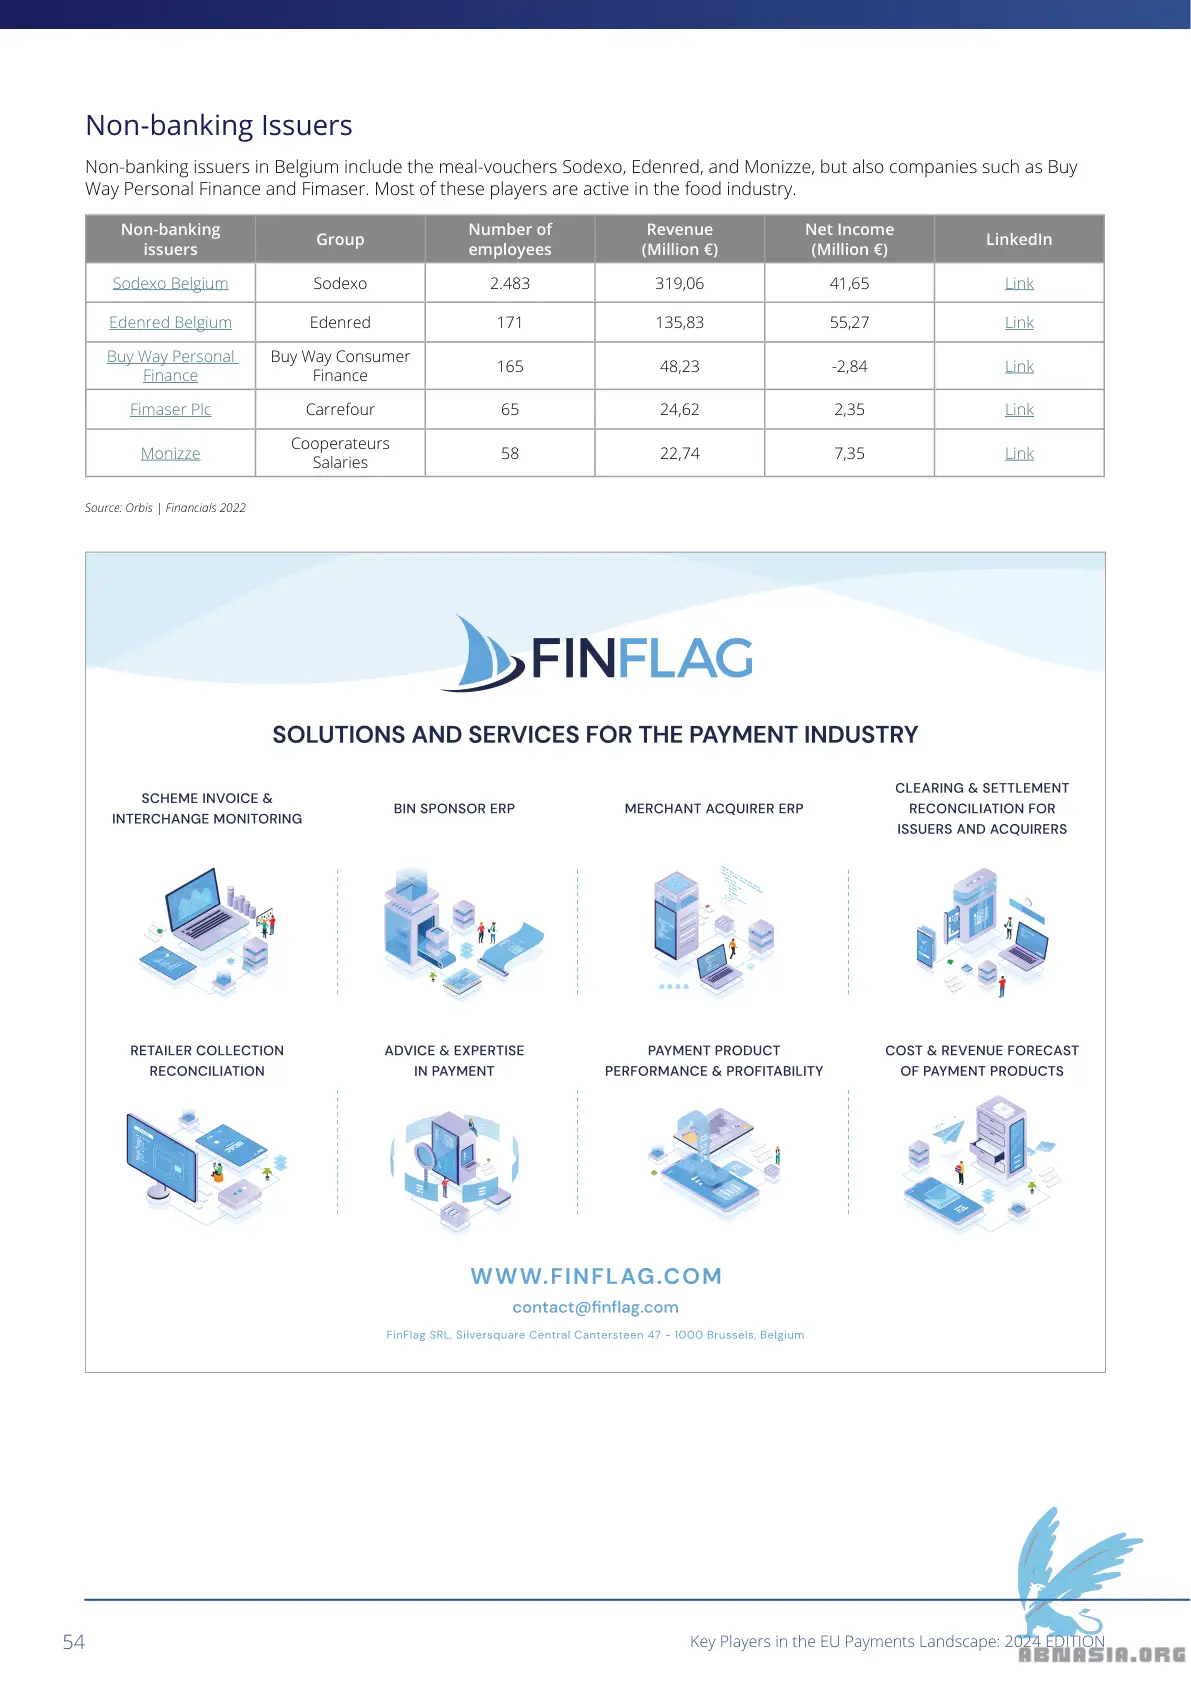 Non-banking Issuers
Non-banking issuers in Belgium include the meal-vouchers Sodexo, Edenred, and Monizze, but also companies such as Buy
Way Personal Finance and Fimaser. Most of these players are active in the food industry.
Non-banking issuers Group Number of employees Revenue (Million €) Net Income (Million €) LinkedIn
Sodexo Belgium Sodexo 2.483 319,06 41,65 Link
Edenred Belgium Edenred 171 135,83 55,27 Link
Buy Way Personal Finance Buy Way Consumer Finance 165 48,23 -2,84 Link
Fimaser Plc Carrefour 65 24,62 2,35 Link
Monizze Cooperateurs Salaries 58 22,74 7,35 Link
Source: Orbis | Financials 2022
FINFLAG
SOLUTIONS AND SERVICES FOR THE PAYMENT INDUSTRY
SCHEME INVOICE &
INTERCHANGE MONITORING
BIN SPONSOR ERP
MERCHANT ACQUIRER ERP
CLEARING & SETTLEMENT
RECONCILIATION FOR
ISSUERS AND ACQUIRERS
RETAILER COLLECTION
RECONCILIATION
ADVICE & EXPERTISE
IN PAYMENT
PAYMENT PRODUCT
PERFORMANCE & PROFITABILITY
COST & REVENUE FORECAST
OF PAYMENT PRODUCTS
WWW.FINFLAG.COM
contact@finflag.com
FinFlag SRL, Silversquare Central Cantersteen 47 - 1000 Brussels, Belgium
54
Key Players in the EU Payments Landscape: 2024 EDITION
ABNASIA.ORG